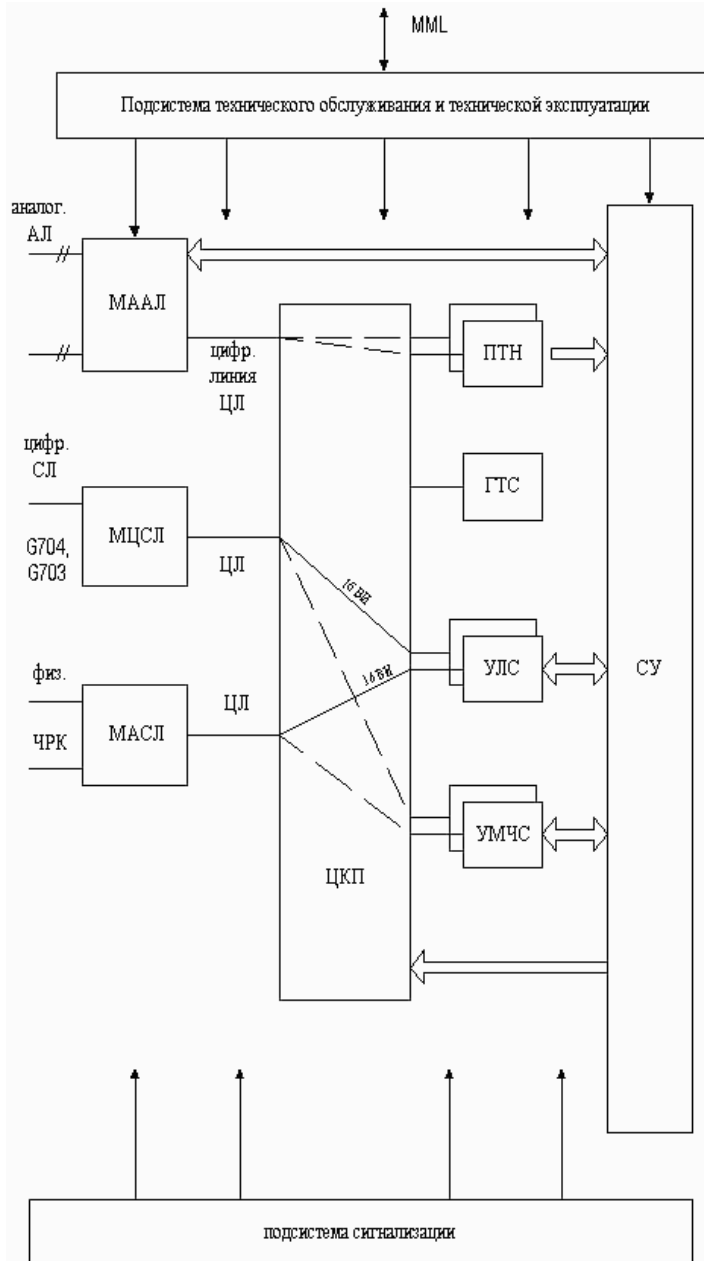 MML
Подсистема технического обслуживания и технической эксплуатации
аналог.
АЛ
МААЛ
цифр.
линия
ЦЛ
ПТН
цифр.
СЛ
ГТС
МЦСЛ
G704,
G703
ЦЛ
16 ВИ
УЛС
СУ
физ.
16 ВИ
ЦЛ
МАСЛ
ЧРК
УМЧС
ЦКП
подсистема сигнализации